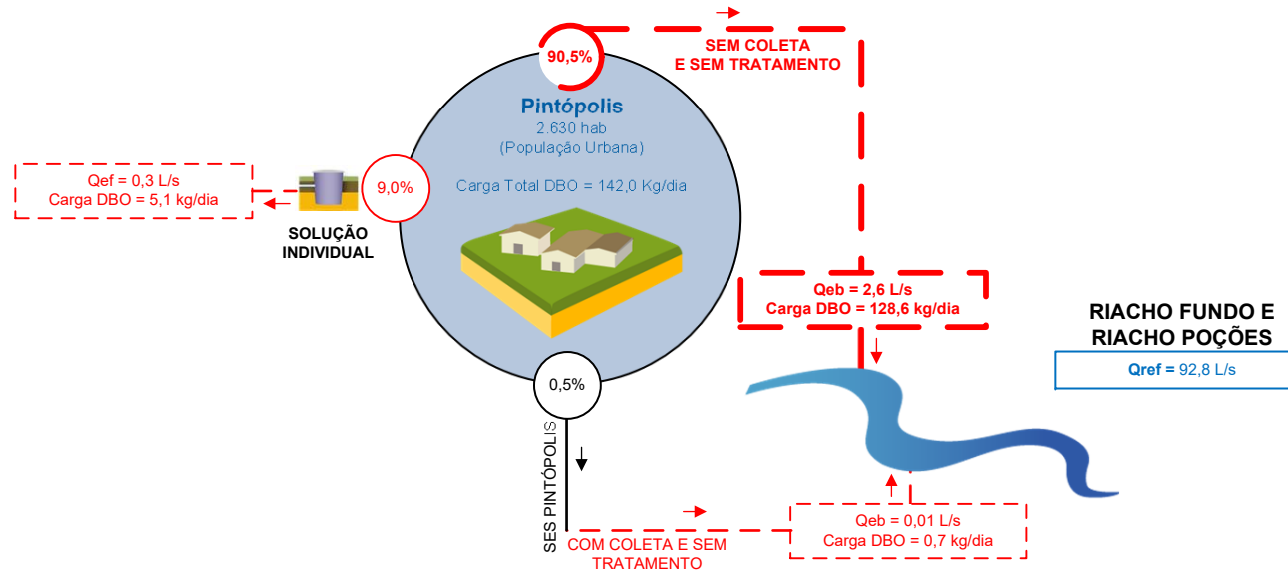 90,5%
SEM COLETA
E SEM TRATAMENTO
Pintópolis
2.630 hab
(População Urbana)
Carga Total DBO = 142,0 Kg/dia
Qef = 0,3 L/s
Carga DBO = 5,1 kg/dia
9,0%
SOLUÇÃO
INDIVIDUAL
Qeb = 2,6 L/s
Carga DBO = 128,6 kg/dia
RIACHO FUNDO E
RIACHO POÇÕES
Qref = 92,8 L/s
0,5%
SES PINTÓPOLIS
COM COLETA E SEM
TRATAMENTO
Qeb = 0,01 L/s
Carga DBO = 0,7 kg/dia